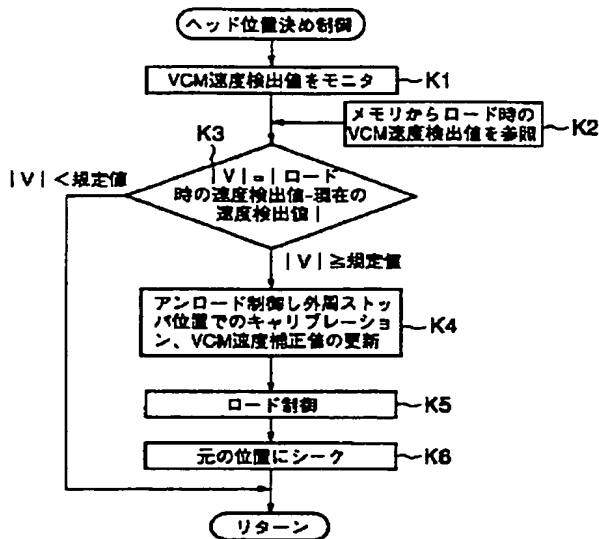 ヘッド位置決め制御
VCM速度検出値をモニタ
K1
メモリからロード時の
VCM速度検出値を参照
K2
K3
|V|<規定値
|V|=|ロード
時の速度検出値-現在の
速度検出値|
|V|≧規定値
アンロード制御し外周ストッ
パ位置でのキャリブレーショ
ン、VCM速度補正値の更新
K4
ロード制御
K5
元の位置にシーク
K6
リターン